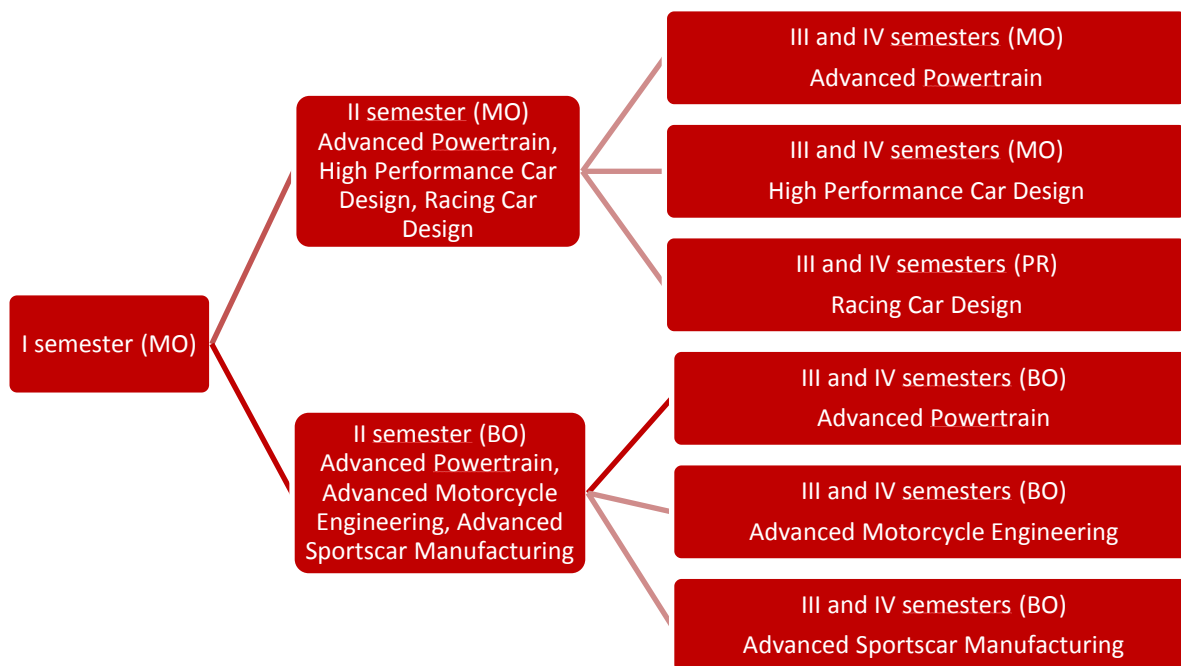 I semester (MO)
II semester (MO)
Advanced Powertrain,
High Performance Car
Design, Racing Car
Design
II semester (BO)
Advanced Powertrain,
Advanced Motorcycle
Engineering, Advanced
Sportscar Manufacturing
III and IV semesters (MO)
Advanced Powertrain
III and IV semesters (MO)
High Performance Car Design
III and IV semesters (PR)
Racing Car Design
III and IV semesters (BO)
Advanced Powertrain
III and IV semesters (BO)
Advanced Motorcycle Engineering
III and IV semesters (BO)
Advanced Sportscar Manufacturing